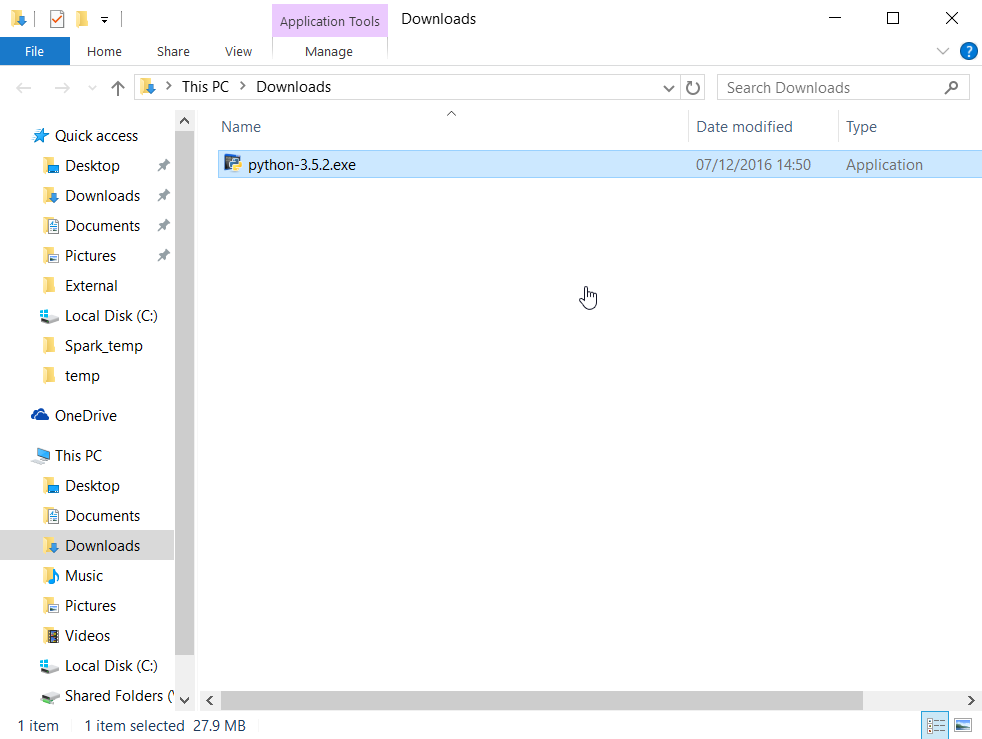 Application Tools Downloads
File Home Share View Manage ?
This PC > Downloads Search Downloads
Name Date modified Type
python-3.5.2.exe 07/12/2016 14:50 Application
Quick access
Desktop
Downloads
Documents
Pictures
External
Local Disk (C:)
Spark_temp
temp
OneDrive
This PC
Desktop
Documents
Downloads
Music
Pictures
Videos
Local Disk (C:)
Shared Folders (
1 item 1 item selected 27.9 MB